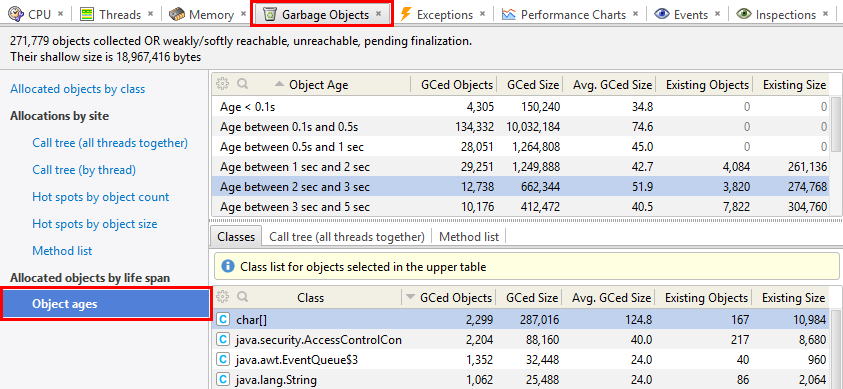 CPU × Threads × Memory × Garbage Objects × Exceptions × Performance Charts × Events × Inspections ×
271,779 objects collected OR weakly/softly reachable, unreachable, pending finalization.
Their shallow size is 18,967,416 bytes
Allocated objects by class
Allocations by site
Call tree (all threads together)
Call tree (by thread)
Hot spots by object count
Hot spots by object size
Method list
Allocated objects by life span
Object ages
Object Age GCed Objects GCed Size Avg. GCed Size Existing Objects Existing Size
Age < 0.1s 4,305 150,240 34.8 0 0
Age between 0.1s and 0.5s 134,332 10,032,184 74.6 0 0
Age between 0.5s and 1 sec 28,051 1,264,808 45.0 0 0
Age between 1 sec and 2 sec 29,251 1,249,888 42.7 4,084 261,136
Age between 2 sec and 3 sec 12,738 662,344 51.9 3,820 274,768
Age between 3 sec and 5 sec 10,176 412,472 40.5 7,822 304,760
Classes Call tree (all threads together) Method list
Class list for objects selected in the upper table
Class GCed Objects GCed Size Avg. GCed Size Existing Objects Existing Size
C char[] 2,299 287,016 124.8 167 10,984
C java.security.AccessControlCon 2,204 88,160 40.0 217 8,680
C java.awt.EventQueue$3 1,352 32,448 24.0 40 960
C java.lang.String 1,062 25,488 24.0 86 2,064